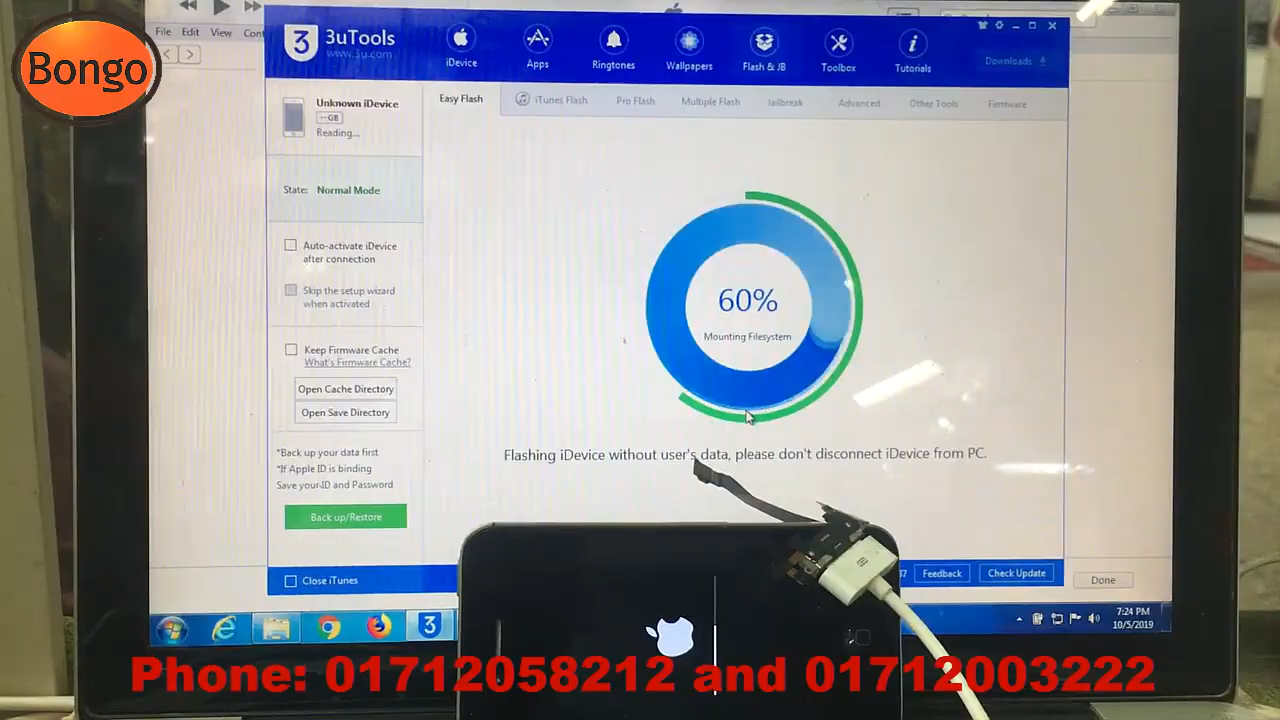 Bongo
File Edit View
3
3uTools
www.3u.com
iDevice
Apps
Ringtones
Wallpapers
Flash & JB
Toolbox
Tutorials
Downloads
Unknown iDevice
--GB
Reading...
State: Normal Mode
Auto-activate iDevice
after connection
Skip the setup wizard
when activated
Keep Firmware Cache
What's Firmware Cache?
Open Cache Directory
Open Save Directory
*Back up your data first
*If Apple ID is binding
Save your ID and Password
Back up/Restore
Close iTunes
Easy Flash
iTunes Flash
Pro Flash
Multiple Flash
Jailbreak
Advanced
Other Tools
Firmware
60%
Mounting Filesystem
Flashing iDevice without user's data, please don't disconnect iDevice from PC.
Feedback
Check Update
Done
3
7:24 PM
10/5/2019
Phone: 01712058212 and 01712003222